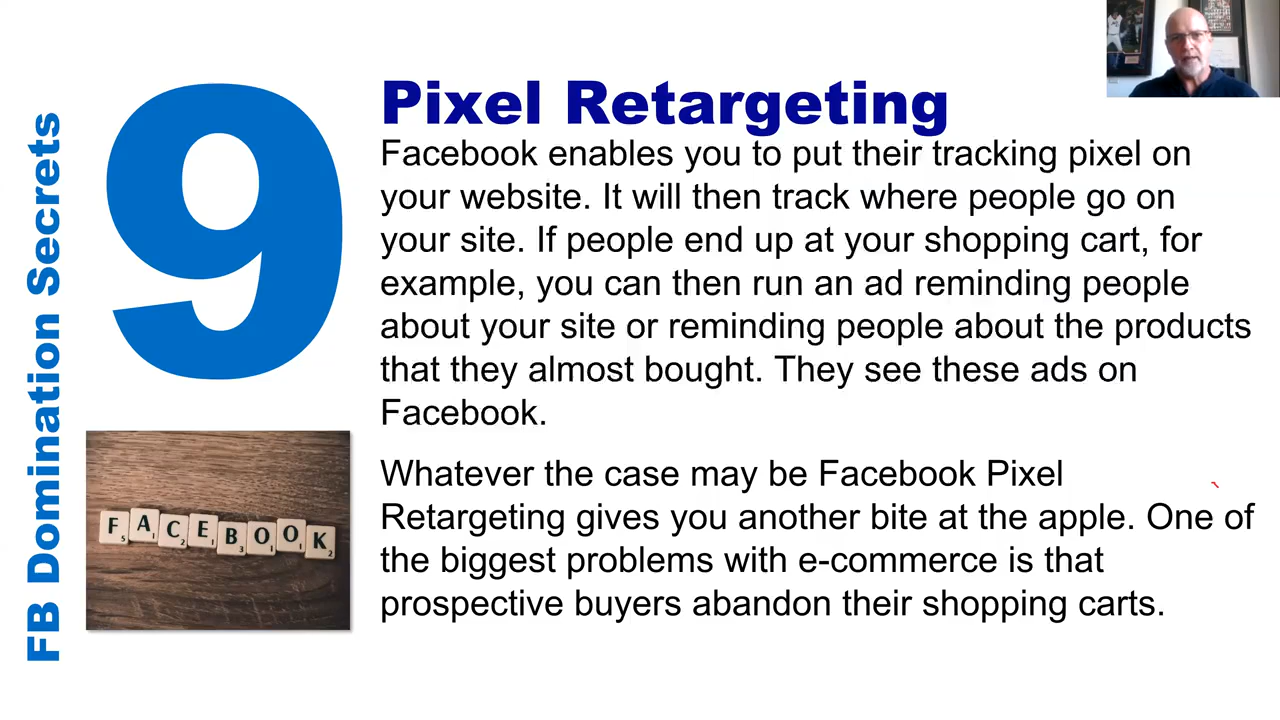 FB Domination Secrets
9
Pixel Retargeting
Facebook enables you to put their tracking pixel on
your website. It will then track where people go on
your site. If people end up at your shopping cart, for
example, you can then run an ad reminding people
about your site or reminding people about the products
that they almost bought. They see these ads on
Facebook.
Whatever the case may be Facebook Pixel
Retargeting gives you another bite at the apple. One of
the biggest problems with e-commerce is that
prospective buyers abandon their shopping carts.
FACEBOOK